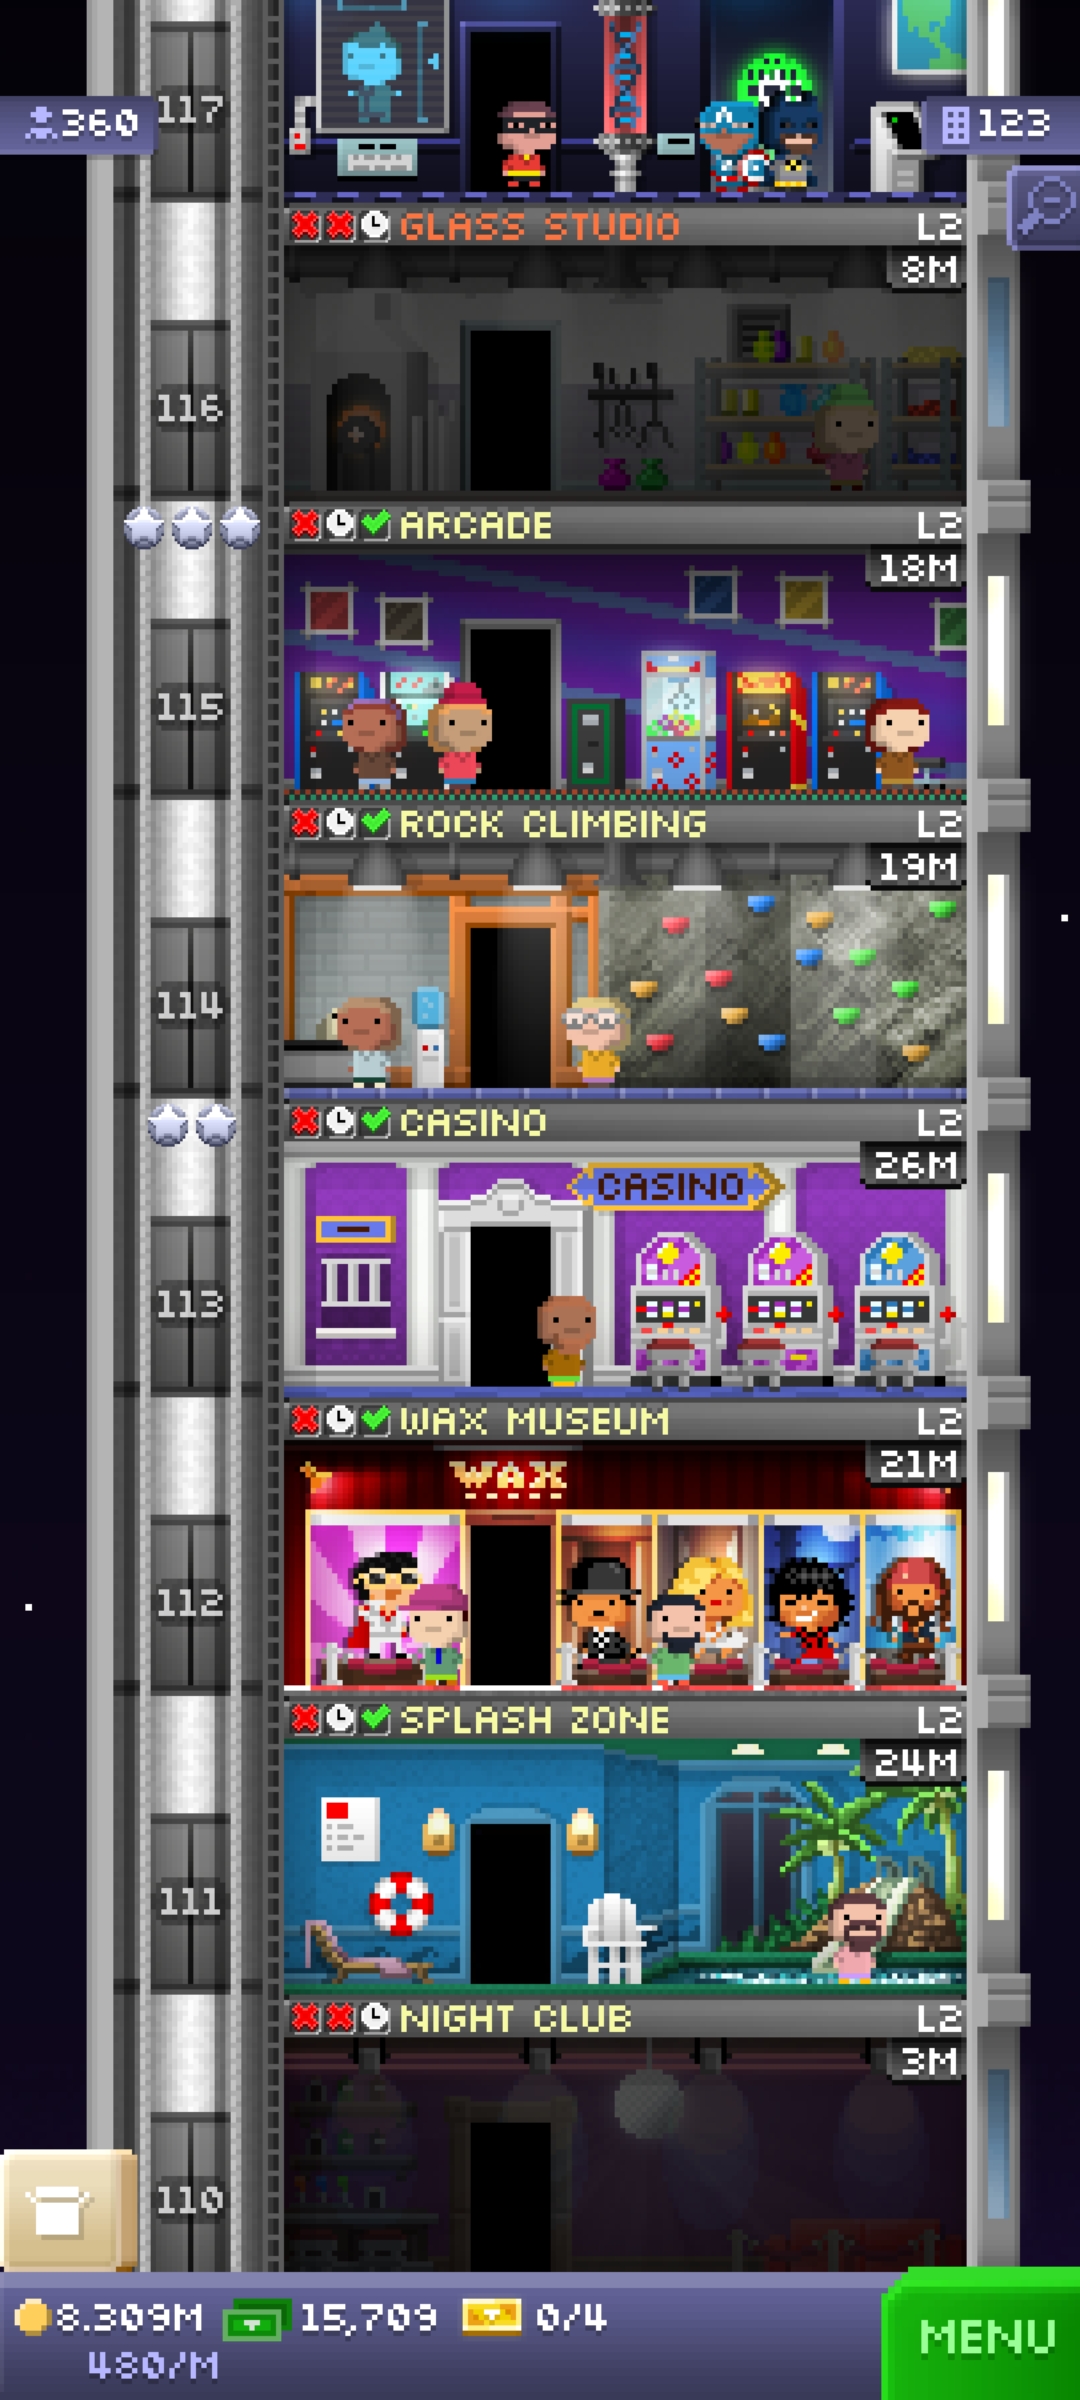 117
360
123
GLASS STUDIO L2
8M
116
ARCADE L2
18M
115
ROCK CLIMBING L2
19M
114
CASINO L2
26M
CASINO
113
WAX MUSEUM L2
21M
WAX
112
SPLASH ZONE L2
24M
111
NIGHT CLUB L2
3M
110
8.309M 15,709 0/4
480/M
MENU